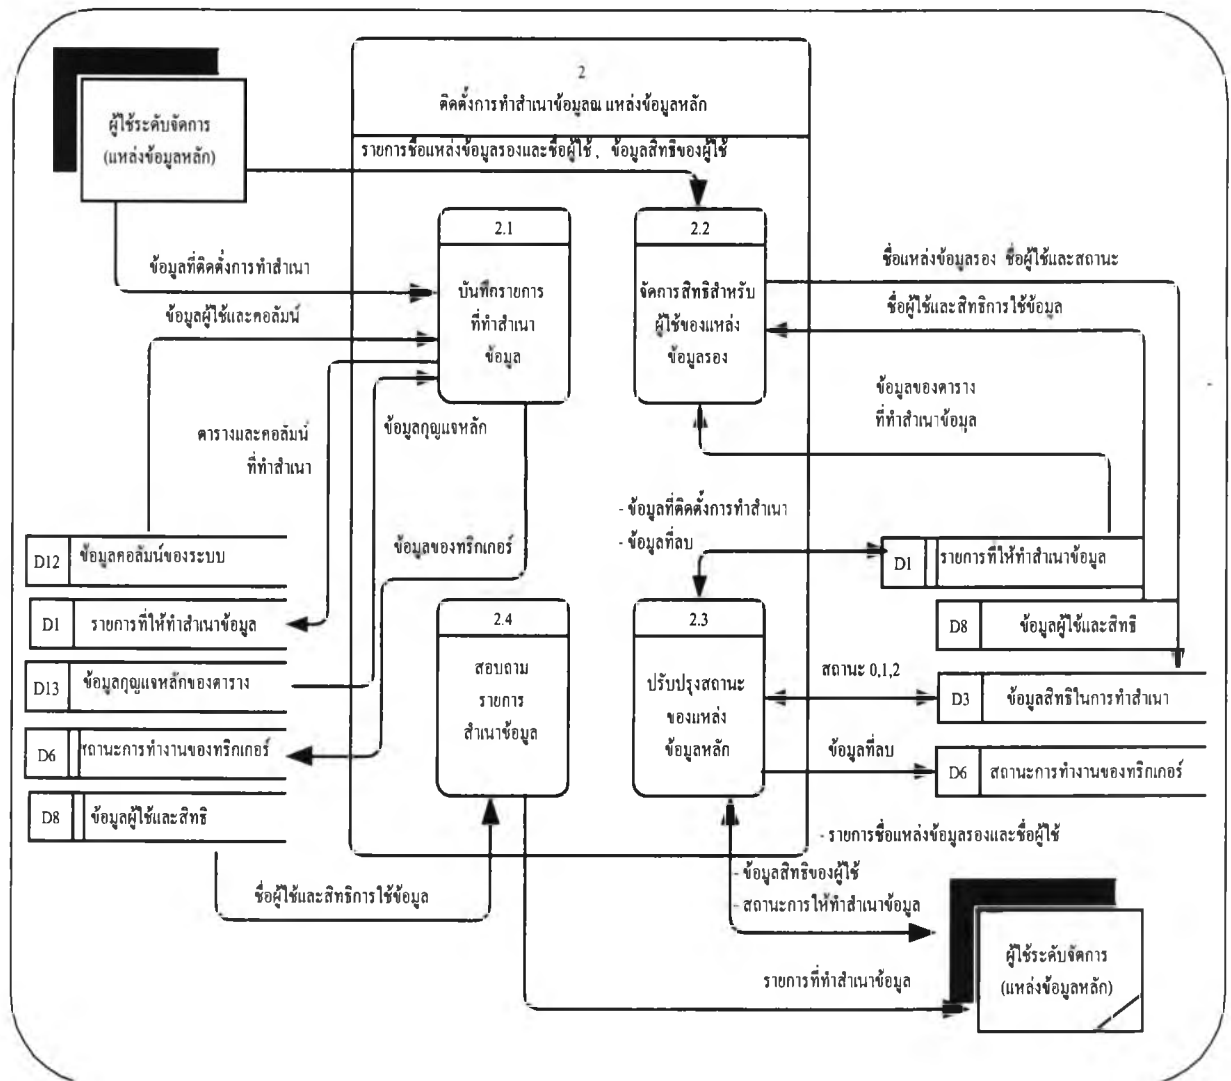 2
ติดตั้งการทำสำเนาข้อมูลณ แหล่งข้อมูลหลัก
ผู้ใช้ระดับจัดการ
(แหล่งข้อมูลหลัก)
รายการชื่อแหล่งข้อมูลรองและชื่อผู้ใช้ , ข้อมูลสิทธิของผู้ใช้
2.1
บันทึกรายการ
ที่ทำสำเนา
ข้อมูล
2.2
จัดการสิทธิสำหรับ
ผู้ใช้ของแหล่ง
ข้อมูลรอง
ข้อมูลที่ติดตั้งการทำสำเนา
ข้อมูลผู้ใช้และคอลัมน์
ชื่อแหล่งข้อมูลรอง ชื่อผู้ใช้และสถานะ
ชื่อผู้ใช้และสิทธิการใช้ข้อมูล
ข้อมูลของตาราง
ที่ทำสำเนาข้อมูล
ตารางและคอลัมน์
ที่ทำสำเนา
ข้อมูลกุญแจหลัก
- ข้อมูลที่ติดตั้งการทำสำเนา
- ข้อมูลที่ลบ
ข้อมูลของทริกเกอร์
D12 ข้อมูลคอลัมน์ของระบบ
D1 รายการที่ให้ทำสำเนาข้อมูล
D13 ข้อมูลกุญแจหลักของตาราง
D6 สถานะการทำงานของทริกเกอร์
D8 ข้อมูลผู้ใช้และสิทธิ
2.4
สอบถาม
รายการ
สำเนาข้อมูล
2.3
ปรับปรุงสถานะ
ของแหล่ง
ข้อมูลหลัก
D1 รายการที่ให้ทำสำเนาข้อมูล
D8 ข้อมูลผู้ใช้และสิทธิ
สถานะ 0,1,2
D3 ข้อมูลสิทธิในการทำสำเนา
ข้อมูลที่ลบ
D6 สถานะการทำงานของทริกเกอร์
- รายการชื่อแหล่งข้อมูลรองและชื่อผู้ใช้
- ข้อมูลสิทธิของผู้ใช้
- สถานะการให้ทำสำเนาข้อมูล
ชื่อผู้ใช้และสิทธิการใช้ข้อมูล
รายการที่ทำสำเนาข้อมูล
ผู้ใช้ระดับจัดการ
(แหล่งข้อมูลหลัก)